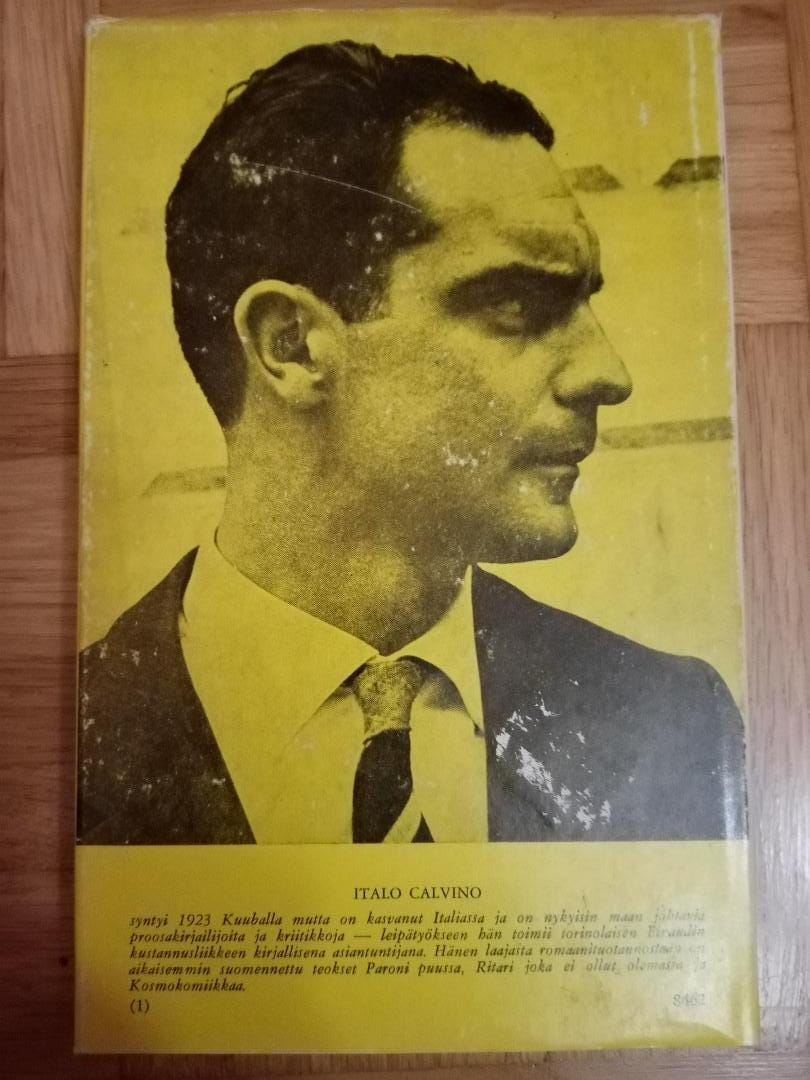 ITALO CALVINO
syntyi 1923 Kuuballa mutta on kasvanut Italiassa ja on nykyisin maan johtavia
proosakirjailijoita ja kriitikkoja — leipätyökseen hän toimii torinolaisen Einaudin
kustannusliikkeen kirjallisena asiantuntijana. Hänen laajasta romaanituotannostaan on
aikaisemmin suomennettu teokset Paroni puussa, Ritari joka ei ollut olemassa ja
Kosmokomiikkaa.
(1) 8462